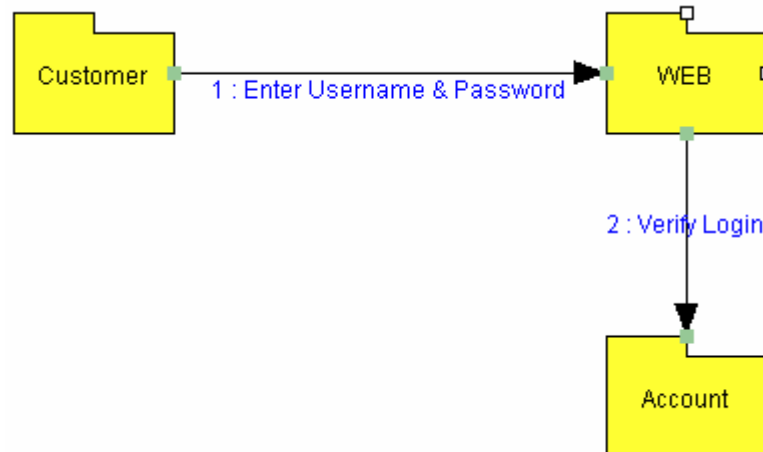 Customer
1 : Enter Username & Password
WEB
2 : Verify Login
Account